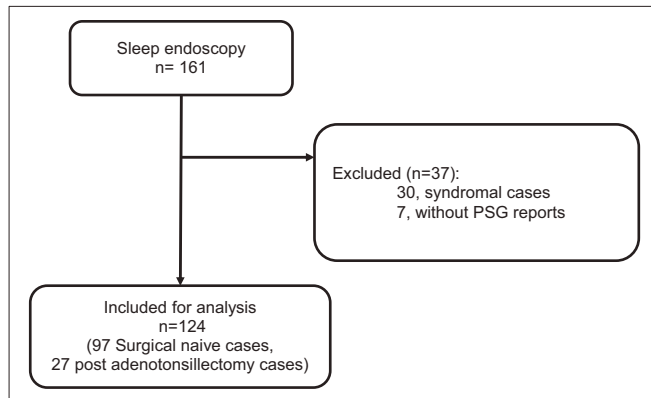 Sleep endoscopy
n= 161
Excluded (n=37):
30, syndromal cases
7, without PSG reports
Included for analysis
n=124
(97 Surgical naive cases,
27 post adenotonsillectomy cases)